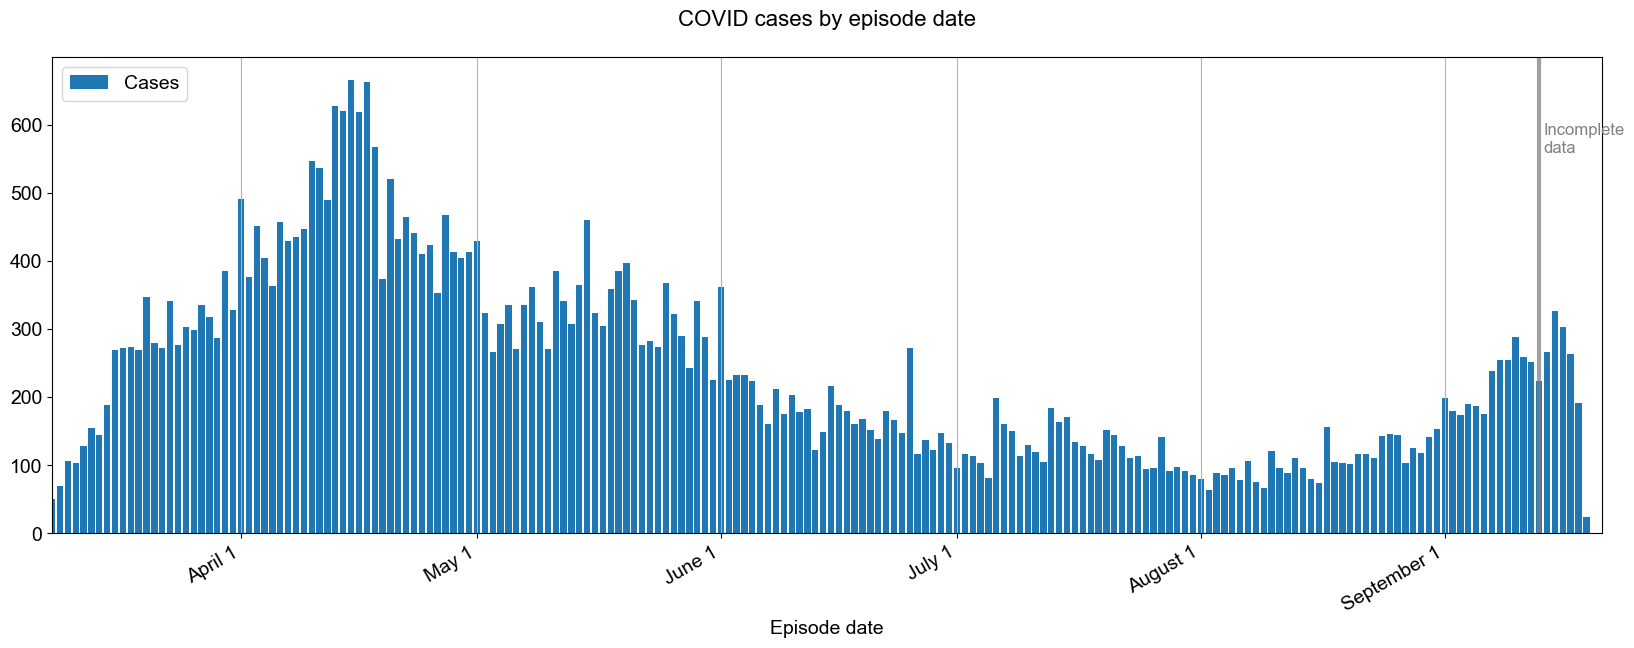 COVID cases by episode date
Cases
600
500
400
300
200
100
0
Incomplete
data
April 1
May 1
June 1
July 1
August 1
September 1
Episode date